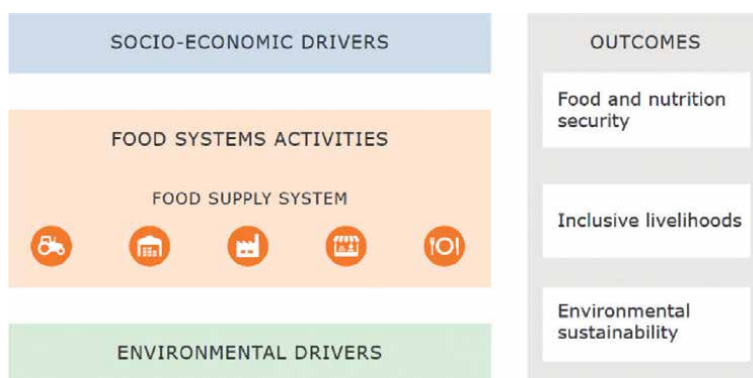 SOCIO-ECONOMIC DRIVERS
FOOD SYSTEMS ACTIVITIES
FOOD SUPPLY SYSTEM
ENVIRONMENTAL DRIVERS
OUTCOMES
Food and nutrition
security
Inclusive livelihoods
Environmental
sustainability